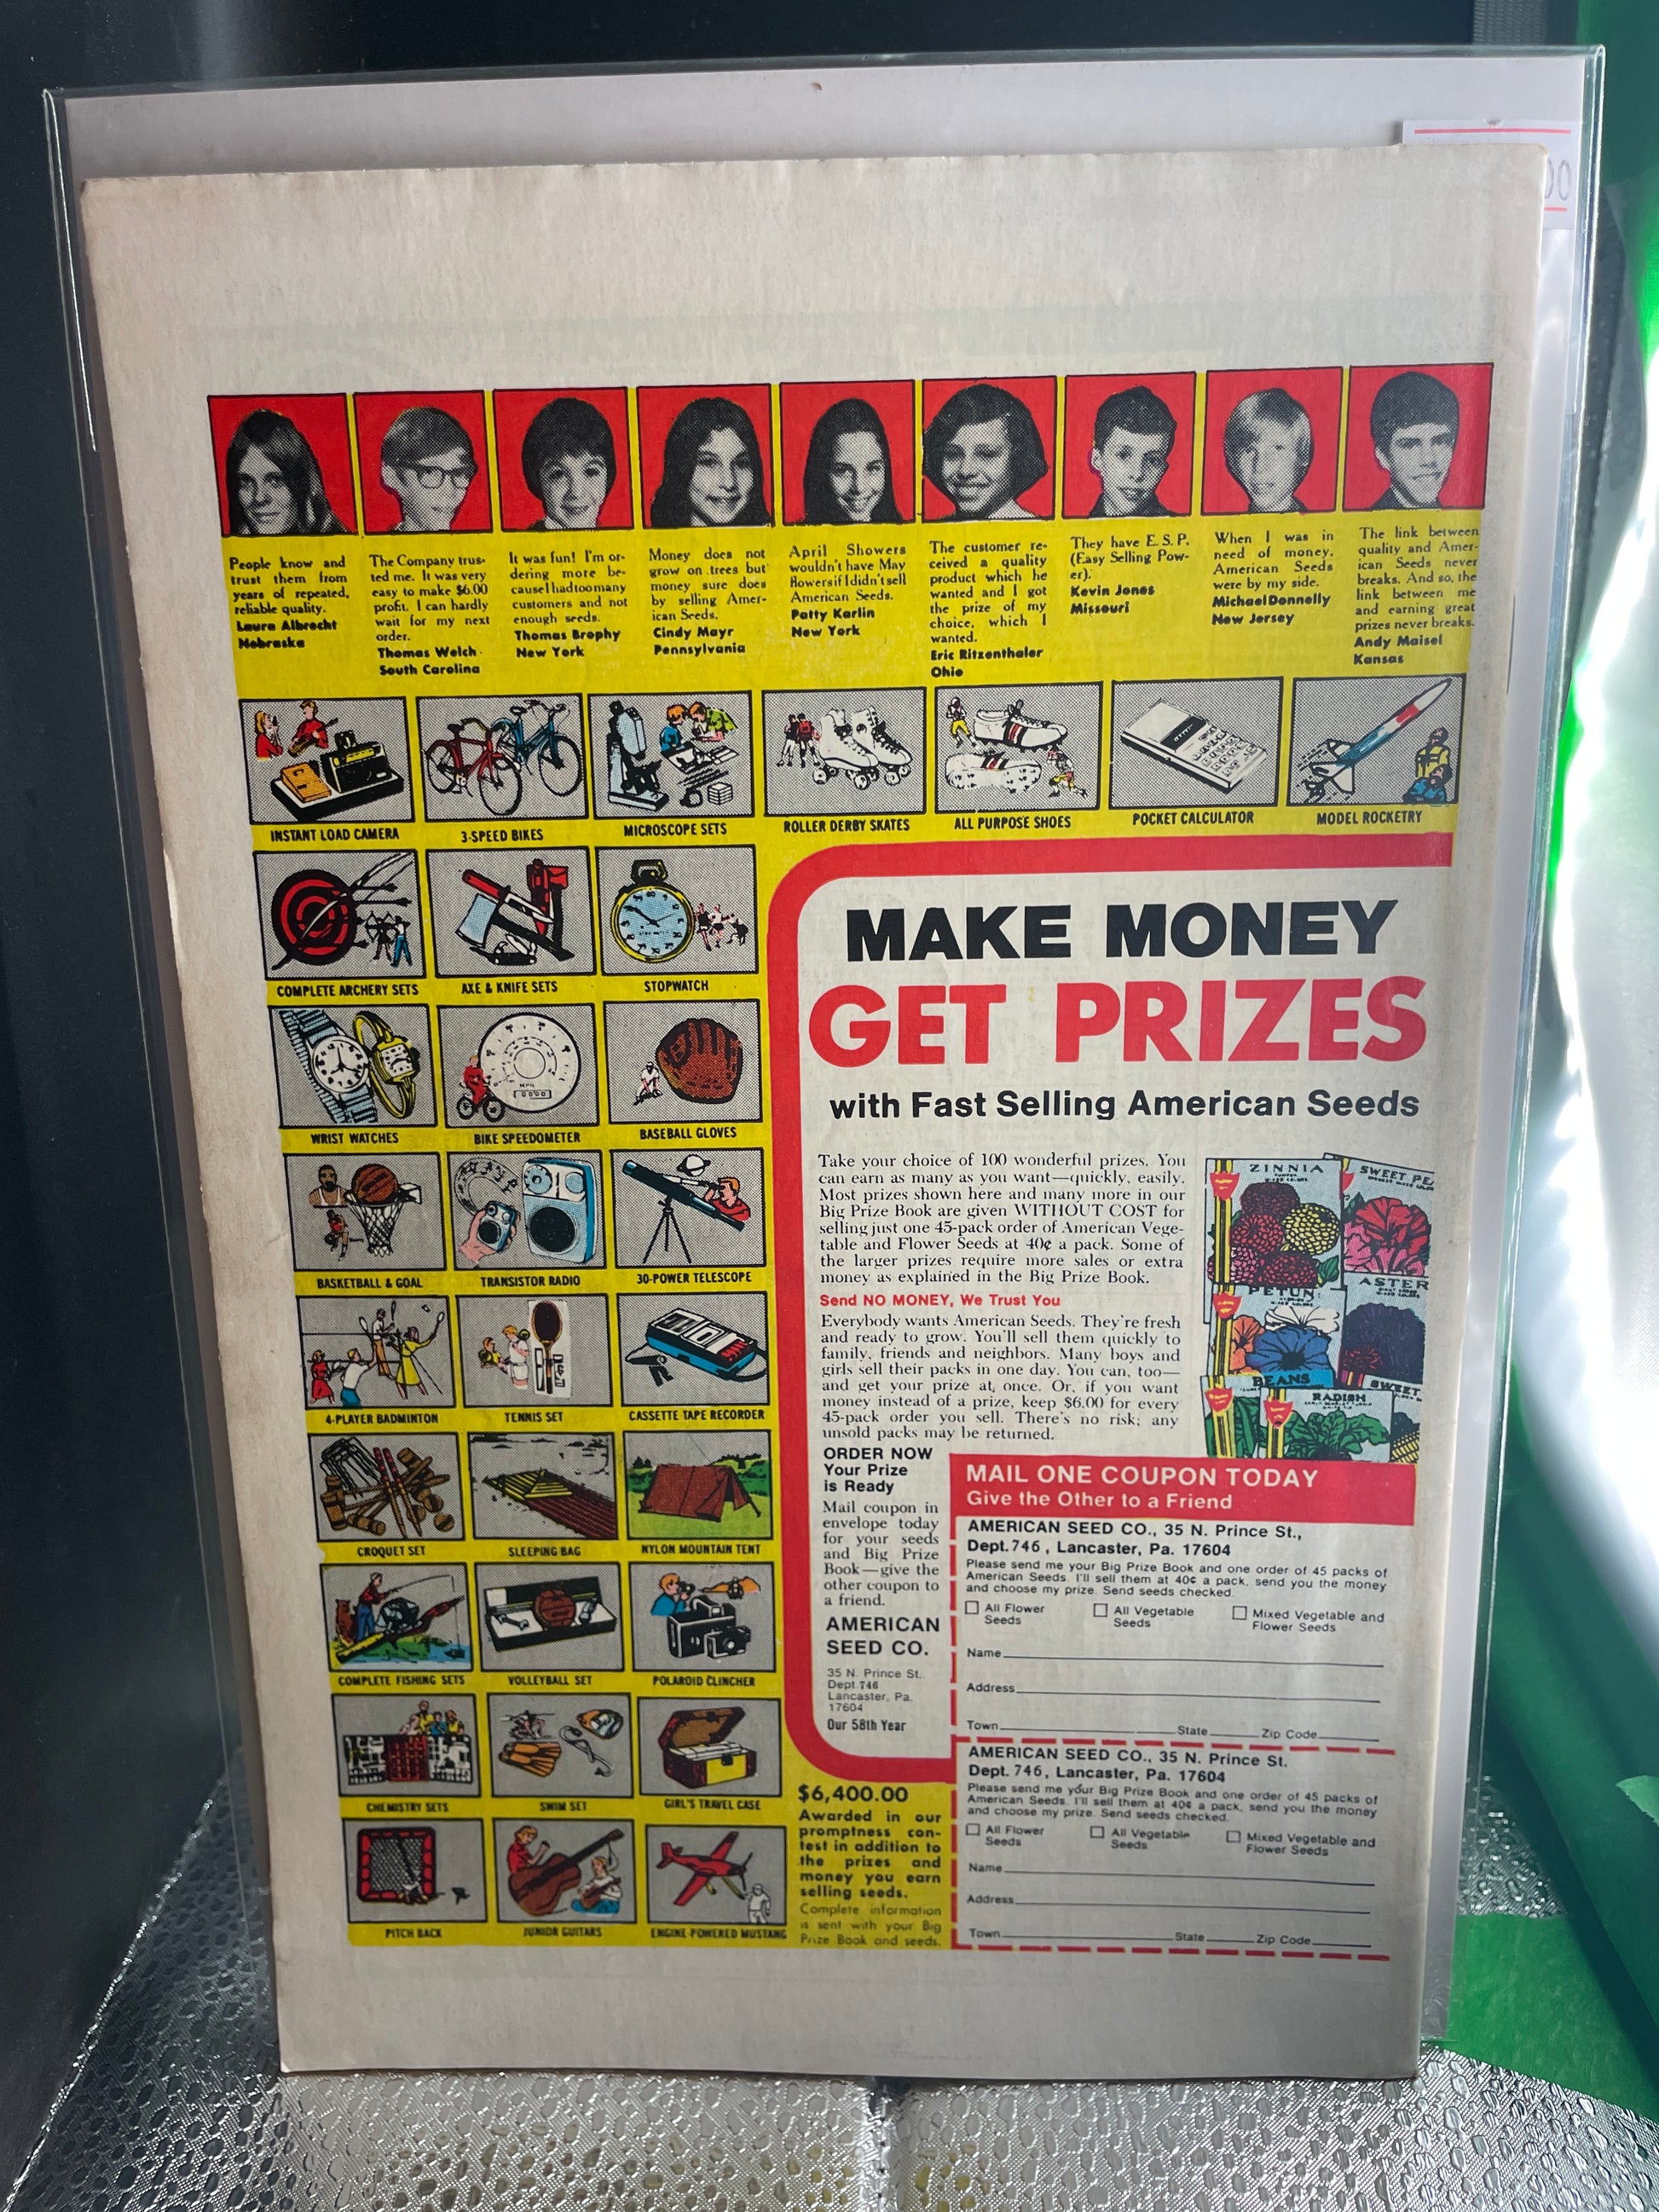 00
People know and
trust them from
years of repeated,
reliable quality.
Laura Albrecht
Nebraska
The Company trus-
ted me. It was very
easy to make $6.00
profit. I can hardly
wait for my next
order.
Thomas Welch
South Carolina
It was fun! I'm or-
dering more be-
cause I had too many
customers and not
enough seeds.
Thomas Brophy
New York
Money does not
grow on trees but
money sure does
by selling Amer-
ican Seeds.
Cindy Mayr
Pennsylvania
April Showers
wouldn't have May
flowers if I didn't sell
American Seeds.
Patty Karlin
New York
The customer re-
ceived a quality
product which he
wanted and I got
the prize of my
choice, which I
wanted.
Eric Ritzenthaler
Ohio
They have E. S. P.
(Easy Selling Pow-
er).
Kevin Jones
Missouri
When I was in
need of money,
American Seeds
were by my side.
Michael Donnelly
New Jersey
The link between
quality and Amer-
ican Seeds never
breaks. And so, the
link between me
and earning great
prizes never breaks.
Andy Maisel
Kansas
INSTANT LOAD CAMERA
3-SPEED BIKES
MICROSCOPE SETS
ROLLER DERBY SKATES
ALL PURPOSE SHOES
POCKET CALCULATOR
MODEL ROCKETRY
COMPLETE ARCHERY SETS
AXE & KNIFE SETS
STOPWATCH
WRIST WATCHES
BIKE SPEEDOMETER
MPH
0000
BASEBALL GLOVES
BASKETBALL & GOAL
TRANSISTOR RADIO
30-POWER TELESCOPE
4-PLAYER BADMINTON
TENNIS SET
CASSETTE TAPE RECORDER
CROQUET SET
SLEEPING BAG
NYLON MOUNTAIN TENT
COMPLETE FISHING SETS
VOLLEYBALL SET
POLAROID CLINCHER
CHEMISTRY SETS
SWIM SET
GIRL'S TRAVEL CASE
PITCH BACK
JUNIOR GUITARS
ENGINE POWERED MUSTANG
MAKE MONEY
GET PRIZES
with Fast Selling American Seeds
Take your choice of 100 wonderful prizes. You
can earn as many as you want—quickly, easily.
Most prizes shown here and many more in our
Big Prize Book are given WITHOUT COST for
selling just one 45-pack order of American Vege-
table and Flower Seeds at 40¢ a pack. Some of
the larger prizes require more sales or extra
money as explained in the Big Prize Book.
Send NO MONEY, We Trust You
Everybody wants American Seeds. They're fresh
and ready to grow. You'll sell them quickly to
family, friends and neighbors. Many boys and
girls sell their packs in one day. You can, too—
and get your prize at once. Or, if you want
money instead of a prize, keep $6.00 for every
45-pack order you sell. There's no risk; any
unsold packs may be returned.
ZINNIA
SWEET PE
ASTER
PETUN
BEANS
RADISH
SWEET
ORDER NOW
Your Prize
is Ready
Mail coupon in
envelope today
for your seeds
and Big Prize
Book—give the
other coupon to
a friend.
AMERICAN
SEED CO.
35 N. Prince St.
Dept 746
Lancaster, Pa.
17604
Our 58th Year
MAIL ONE COUPON TODAY
Give the Other to a Friend
AMERICAN SEED CO., 35 N. Prince St.,
Dept. 746, Lancaster, Pa. 17604
Please send me your Big Prize Book and one order of 45 packs of
American Seeds. I'll sell them at 40¢ a pack, send you the money
and choose my prize. Send seeds checked.
All Flower
Seeds
All Vegetable
Seeds
Mixed Vegetable and
Flower Seeds
Name
Address
Town State Zip Code
AMERICAN SEED CO., 35 N. Prince St.
Dept. 746, Lancaster, Pa. 17604
Please send me your Big Prize Book and one order of 45 packs of
American Seeds. I'll sell them at 40¢ a pack, send you the money
and choose my prize. Send seeds checked.
All Flower
Seeds
All Vegetable
Seeds
Mixed Vegetable and
Flower Seeds
Name
Address
Town State Zip Code
$6,400.00
Awarded in our
promptness con-
test in addition to
the prizes and
money you earn
selling seeds.
Complete information
is sent with your Big
Prize Book and seeds.